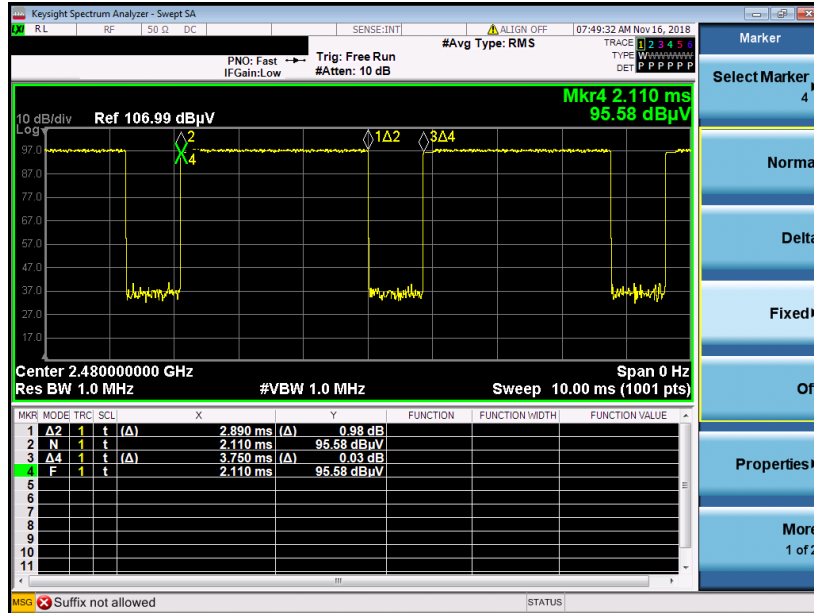 Keysight Spectrum Analyzer - Swept SA
LXI RL RF 50 Ω DC SENSE:INT ALIGN OFF 07:49:32 AM Nov 16, 2018
#Avg Type: RMS TRACE 1 2 3 4 5 6
PNO: Fast Trig: Free Run TYPE WWWWWW
IFGain:Low #Atten: 10 dB DET P P P P P P
Mkr4 2.110 ms
10 dB/div Ref 106.99 dBµV 95.58 dBµV
Log
2 1Δ2 3Δ4
97.0
4
87.0
77.0
67.0
57.0
47.0
37.0
27.0
17.0
Center 2.480000000 GHz Span 0 Hz
Res BW 1.0 MHz #VBW 1.0 MHz Sweep 10.00 ms (1001 pts)
MKR MODE TRC SCL X Y FUNCTION FUNCTION WIDTH FUNCTION VALUE
1 Δ2 1 t (Δ) 2.890 ms (Δ) 0.98 dB
2 N 1 t 2.110 ms 95.58 dBµV
3 Δ4 1 t (Δ) 3.750 ms (Δ) 0.03 dB
4 F 1 t 2.110 ms 95.58 dBµV
5
6
7
8
9
10
11
MSG Suffix not allowed STATUS
Marker
Select Marker
4
Norma
Delta
Fixed
Of
Properties
More
1 of 2